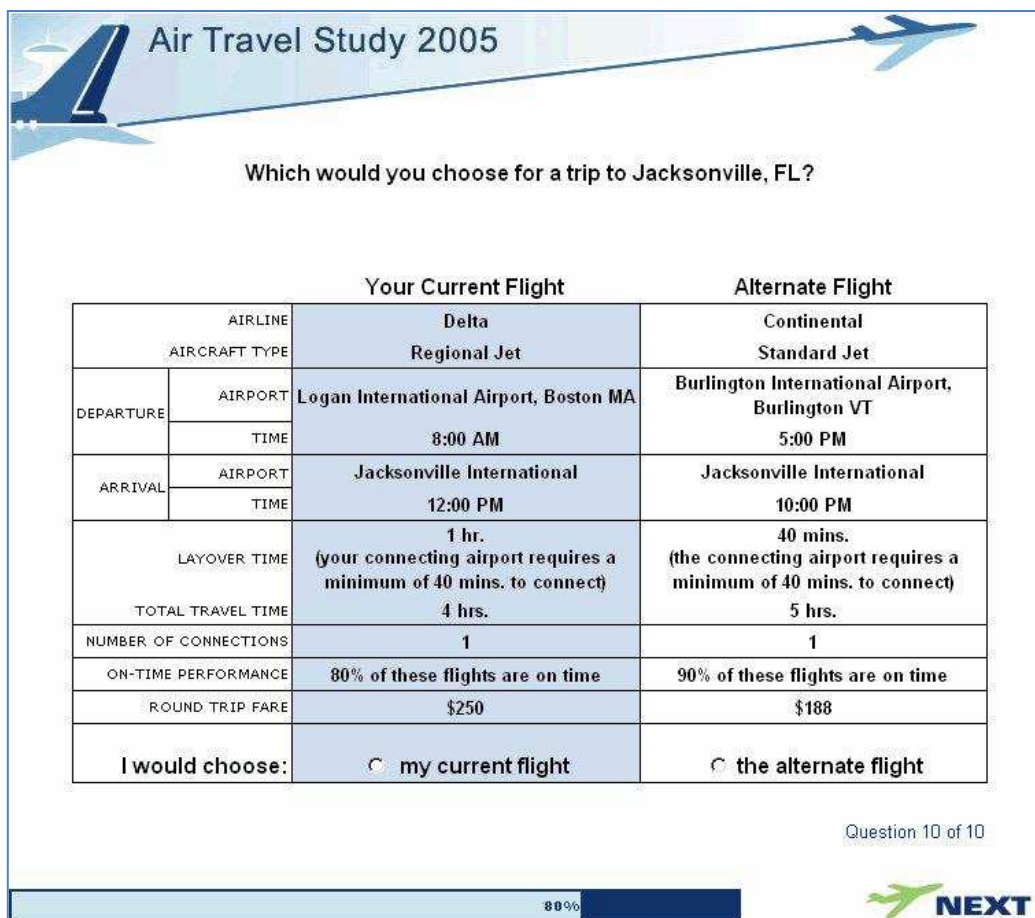 Air Travel Study 2005
Which would you choose for a trip to Jacksonville, FL?
Your Current Flight
Alternate Flight
AIRLINE
Delta
Continental
AIRCRAFT TYPE
Regional Jet
Standard Jet
DEPARTURE
AIRPORT
Logan International Airport, Boston MA
Burlington International Airport,
Burlington VT
TIME
8:00 AM
5:00 PM
ARRIVAL
AIRPORT
Jacksonville International
Jacksonville International
TIME
12:00 PM
10:00 PM
LAYOVER TIME
1 hr.
(your connecting airport requires a
minimum of 40 mins. to connect)
40 mins.
(the connecting airport requires a
minimum of 40 mins. to connect)
TOTAL TRAVEL TIME
4 hrs.
5 hrs.
NUMBER OF CONNECTIONS
1
1
ON-TIME PERFORMANCE
80% of these flights are on time
90% of these flights are on time
ROUND TRIP FARE
$250
$188
I would choose:
my current flight
the alternate flight
Question 10 of 10
80%
NEXT